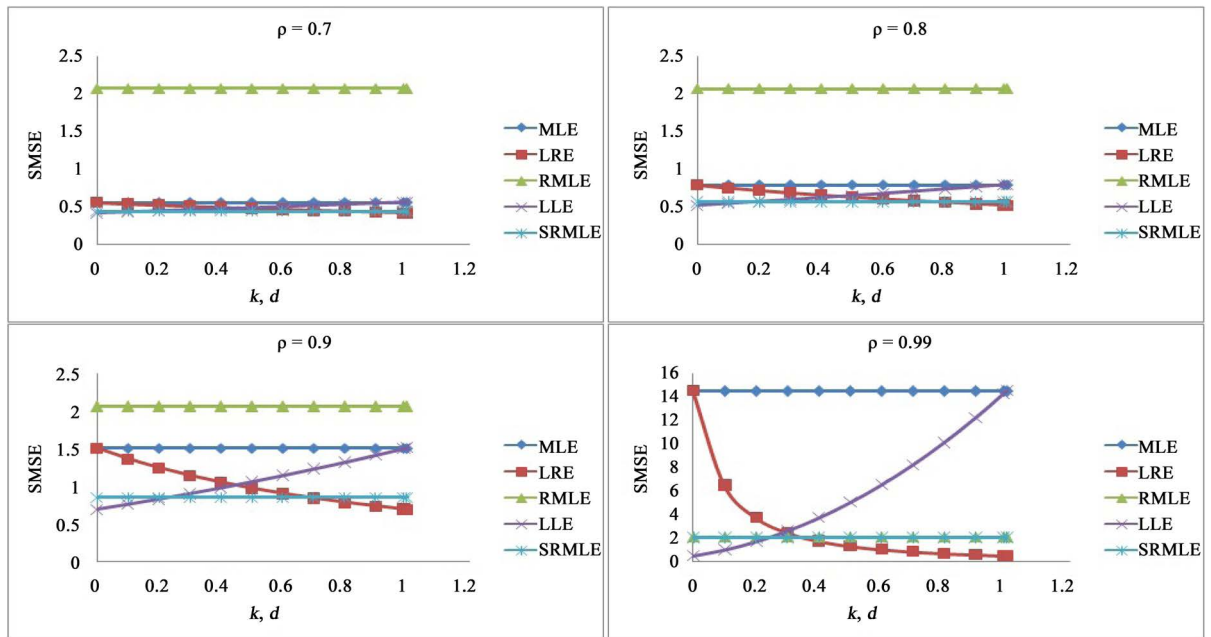 ρ = 0.7
2.5
2
1.5
1
0.5
0
SMSE
0 0.2 0.4 0.6 0.8 1 1.2
k, d
MLE
LRE
RMLE
LLE
SRMLE
ρ = 0.8
2.5
2
1.5
1
0.5
0
SMSE
0 0.2 0.4 0.6 0.8 1 1.2
k, d
MLE
LRE
RMLE
LLE
SRMLE
ρ = 0.9
2.5
2
1.5
1
0.5
0
SMSE
0 0.2 0.4 0.6 0.8 1 1.2
k, d
MLE
LRE
RMLE
LLE
SRMLE
ρ = 0.99
16
14
12
10
8
6
4
2
0
SMSE
0 0.2 0.4 0.6 0.8 1 1.2
k, d
MLE
LRE
RMLE
LLE
SRMLE